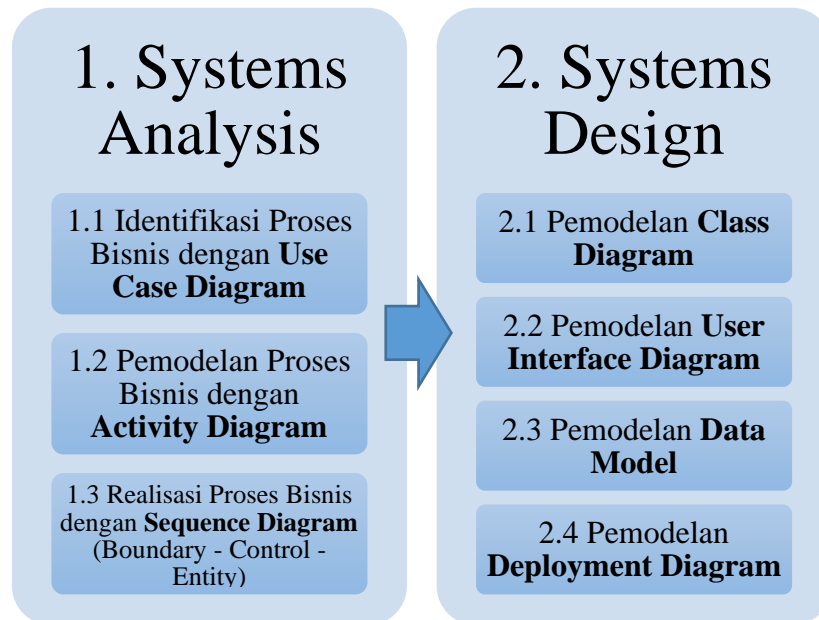 1. Systems
Analysis
1.1 Identifikasi Proses
Bisnis dengan Use
Case Diagram
1.2 Pemodelan Proses
Bisnis dengan
Activity Diagram
1.3 Realisasi Proses Bisnis
dengan Sequence Diagram
(Boundary - Control -
Entity)
2. Systems
Design
2.1 Pemodelan Class
Diagram
2.2 Pemodelan User
Interface Diagram
2.3 Pemodelan Data
Model
2.4 Pemodelan
Deployment Diagram